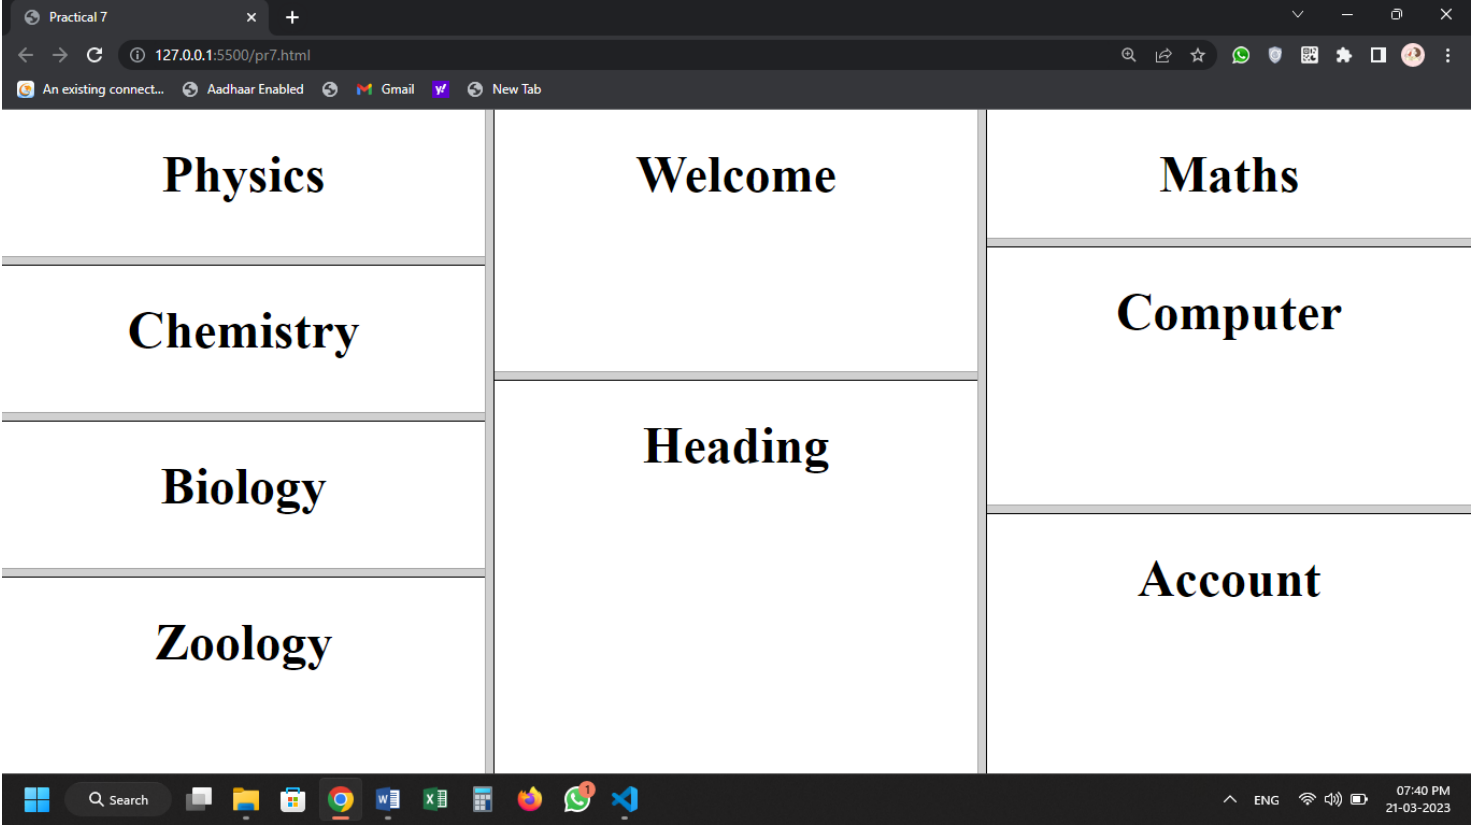 Practical 7
127.0.0.1:5500/pr7.html
An existing connect... Aadhaar Enabled Gmail y! New Tab
Physics
Chemistry
Biology
Zoology
Welcome
Heading
Maths
Computer
Account
Search
1
ENG
07:40 PM
21-03-2023